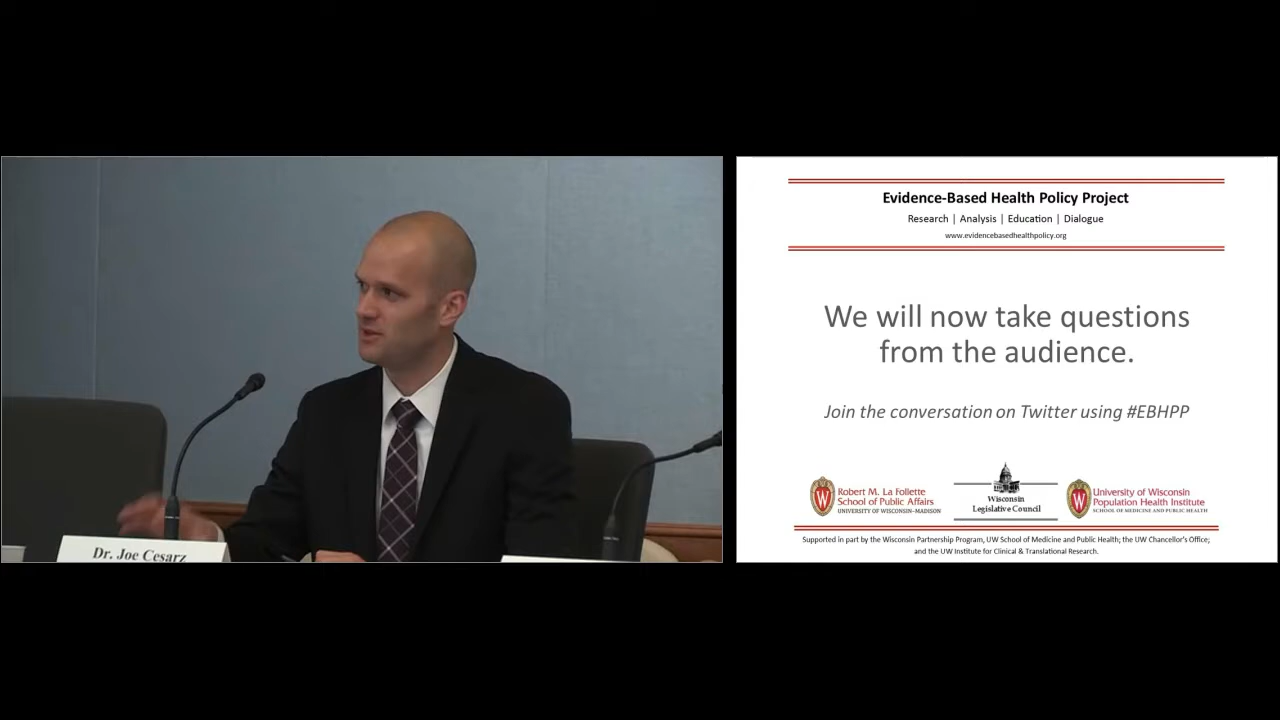 Dr. Joe Cesarz
Evidence-Based Health Policy Project
Research | Analysis | Education | Dialogue
www.evidencebasedhealthpolicy.org
We will now take questions
from the audience.
Join the conversation on Twitter using #EBHPP
W
Robert M. La Follette
School of Public Affairs
UNIVERSITY OF WISCONSIN–MADISON
Wisconsin
Legislative Council
W
University of Wisconsin
Population Health Institute
SCHOOL OF MEDICINE AND PUBLIC HEALTH
Supported in part by the Wisconsin Partnership Program, UW School of Medicine and Public Health; the UW Chancellor's Office;
and the UW Institute for Clinical & Translational Research.